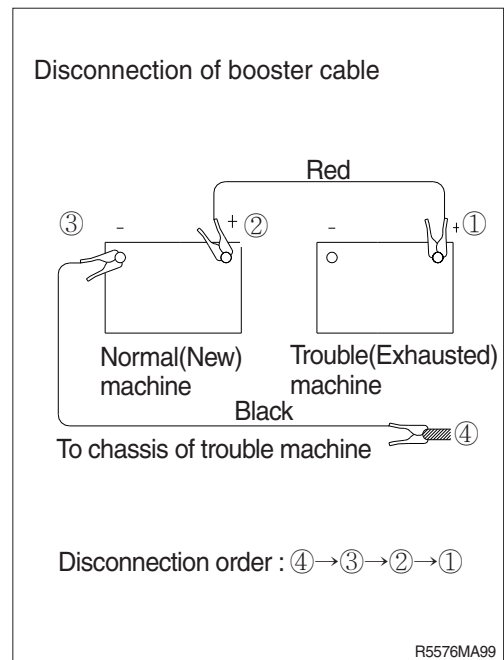 Disconnection of booster cable
Red
③ - + ② - + ①
Normal(New)
machine
Trouble(Exhausted)
machine
Black
To chassis of trouble machine ④
Disconnection order : ④→③→②→①
R5576MA99